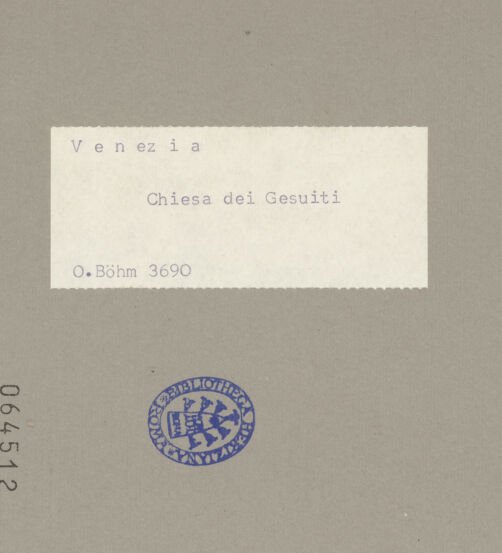 V e n ez i a
Chiesa dei Gesuiti
O.Böhm 3690
BIBLIOTHECA HERTZIANA ROMA
064512